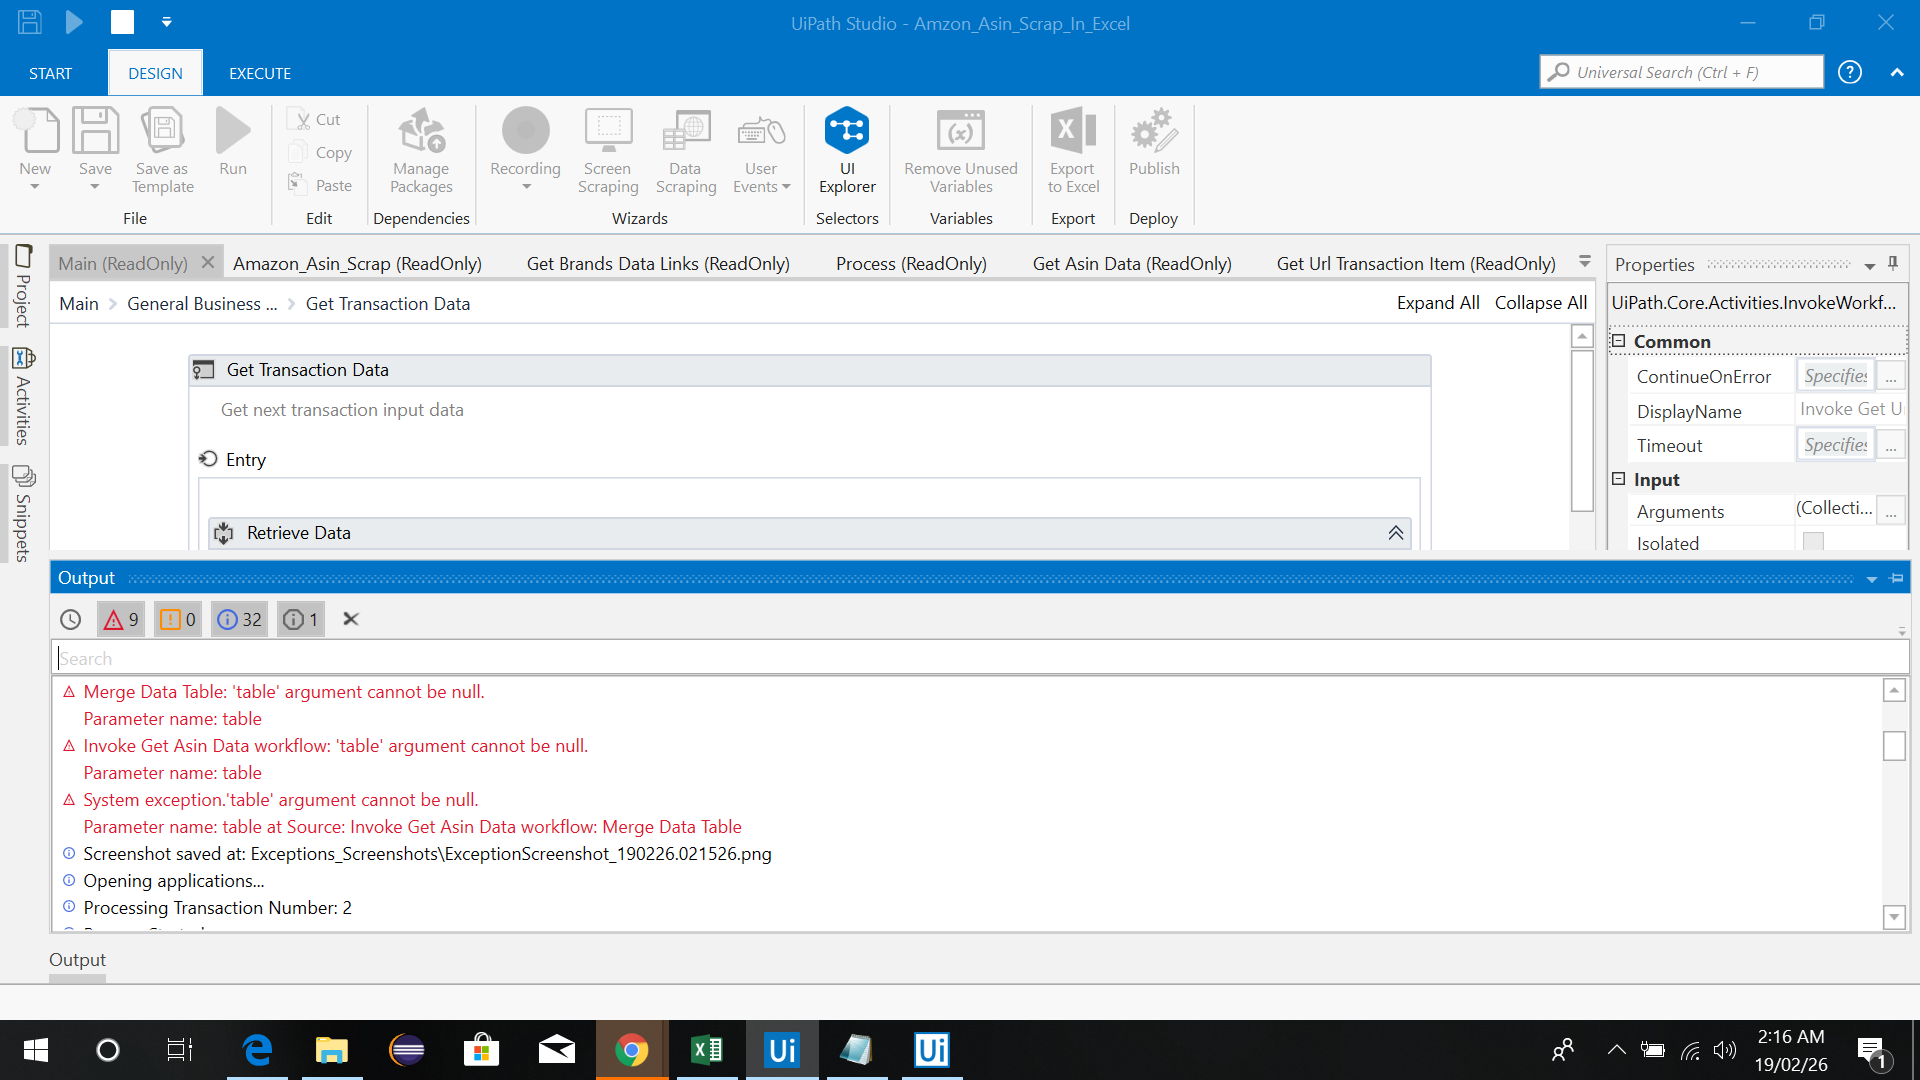 UiPath Studio - Amzon_Asin_Scrap_In_Excel
START
DESIGN
EXECUTE
Universal Search (Ctrl + F)
?
New
Save
Save as
Template
Run
File
Cut
Copy
Paste
Edit
Manage
Packages
Dependencies
Recording
Screen
Scraping
Data
Scraping
User
Events
Wizards
UI
Explorer
Selectors
Remove Unused
Variables
Variables
Export
to Excel
Export
Publish
Deploy
Project
Activities
Snippets
Main (ReadOnly)
Amazon_Asin_Scrap (ReadOnly)
Get Brands Data Links (ReadOnly)
Process (ReadOnly)
Get Asin Data (ReadOnly)
Get Url Transaction Item (ReadOnly)
Main > General Business ... > Get Transaction Data
Expand All
Collapse All
Get Transaction Data
Get next transaction input data
Entry
Retrieve Data
Properties
UiPath.Core.Activities.InvokeWorkf...
Common
ContinueOnError Specifies ...
DisplayName Invoke Get U
Timeout Specifies ...
Input
Arguments (Collecti... ...
Isolated
Output
9
0
32
1
Search
Merge Data Table: 'table' argument cannot be null.
Parameter name: table
Invoke Get Asin Data workflow: 'table' argument cannot be null.
Parameter name: table
System exception.'table' argument cannot be null.
Parameter name: table at Source: Invoke Get Asin Data workflow: Merge Data Table
Screenshot saved at: Exceptions_Screenshots\ExceptionScreenshot_190226.021526.png
Opening applications...
Processing Transaction Number: 2
Output
Ui
Ui
2:16 AM
19/02/26
1